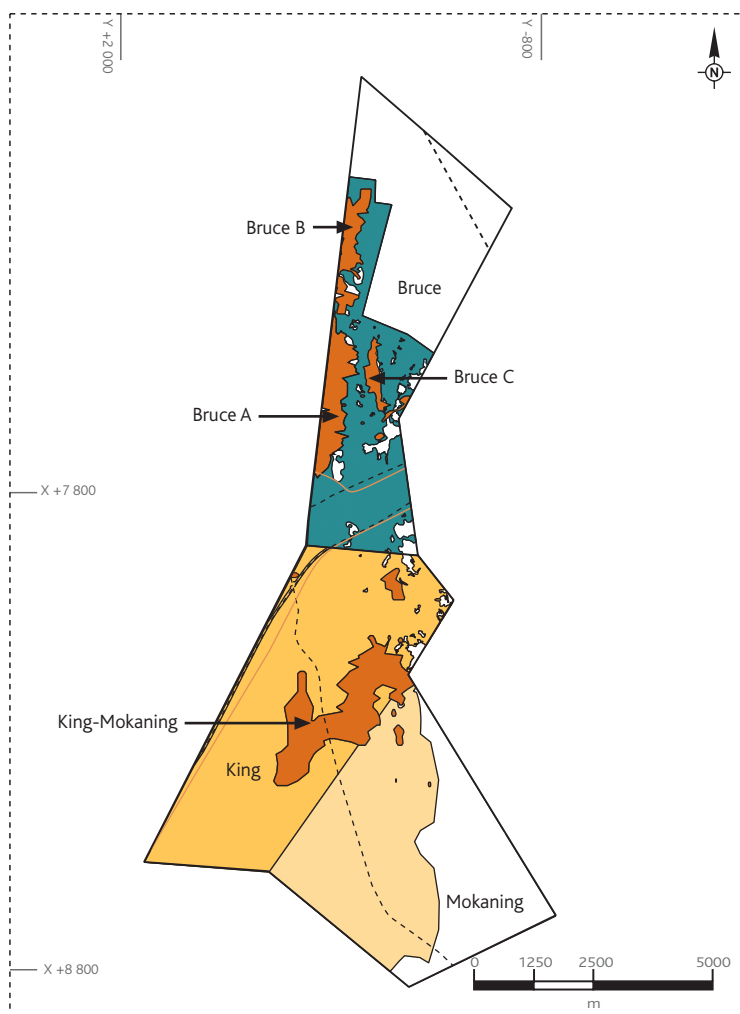 Y +2 000
Y -800
N
Bruce B
Bruce
Bruce C
Bruce A
X +7 800
King-Mokaning
King
Mokaning
X +8 800
0 1250 2500 5000
m